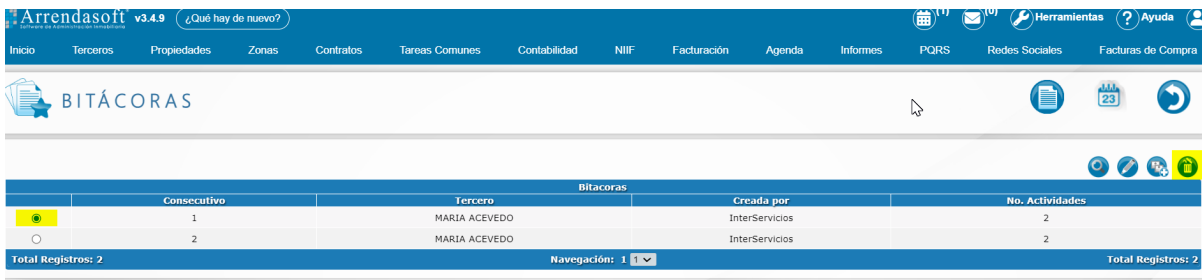 Arrendasoft v3.4.9 ¿Qué hay de nuevo? (1) (0) Herramientas ? Ayuda
Software de Administración Inmobiliaria
Inicio Terceros Propiedades Zonas Contratos Tareas Comunes Contabilidad NIIF Facturación Agenda Informes PQRS Redes Sociales Facturas de Compra
BITÁCORAS 23
Bitacoras
Consecutivo Tercero Creada por No. Actividades
1 MARIA ACEVEDO InterServicios 2
2 MARIA ACEVEDO InterServicios 2
Total Registros: 2 Navegación: 1 1 Total Registros: 2